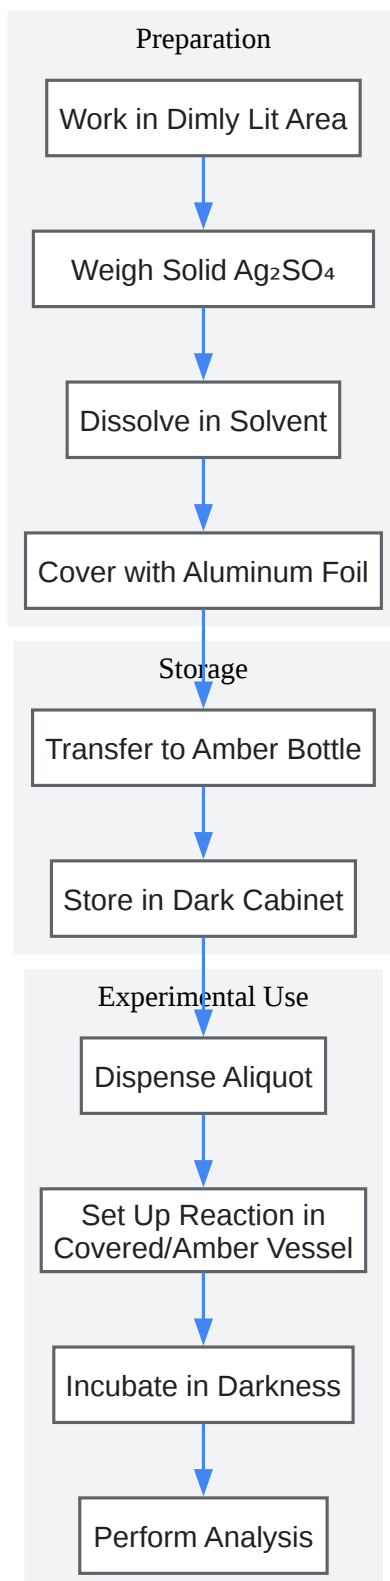 Preparation
Work in Dimly Lit Area
Weigh Solid Ag₂SO₄
Dissolve in Solvent
Cover with Aluminum Foil
Storage
Transfer to Amber Bottle
Store in Dark Cabinet
Experimental Use
Dispense Aliquot
Set Up Reaction in
Covered/Amber Vessel
Incubate in Darkness
Perform Analysis